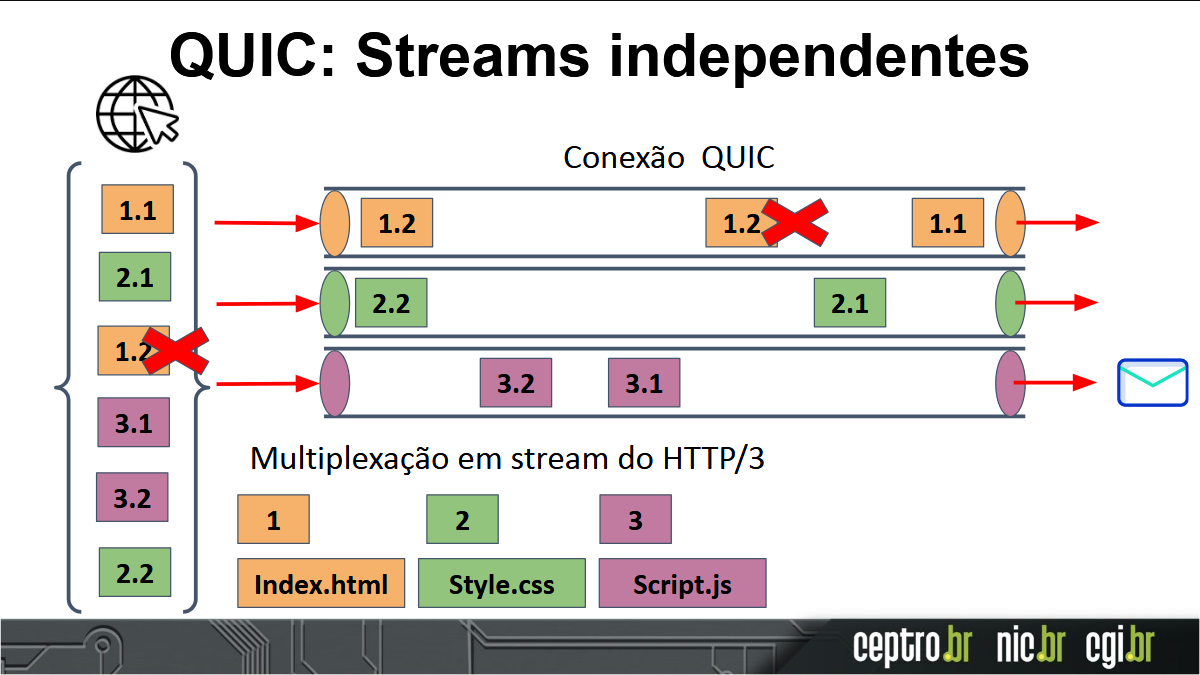 QUIC: Streams independentes
Conexão QUIC
1.1
2.1
1.2
3.1
3.2
2.2
1.2 1.2 1.1
2.2 2.1
3.2 3.1
Multiplexação em stream do HTTP/3
1 2 3
Index.html Style.css Script.js
ceptro.br nic.br cgi.br